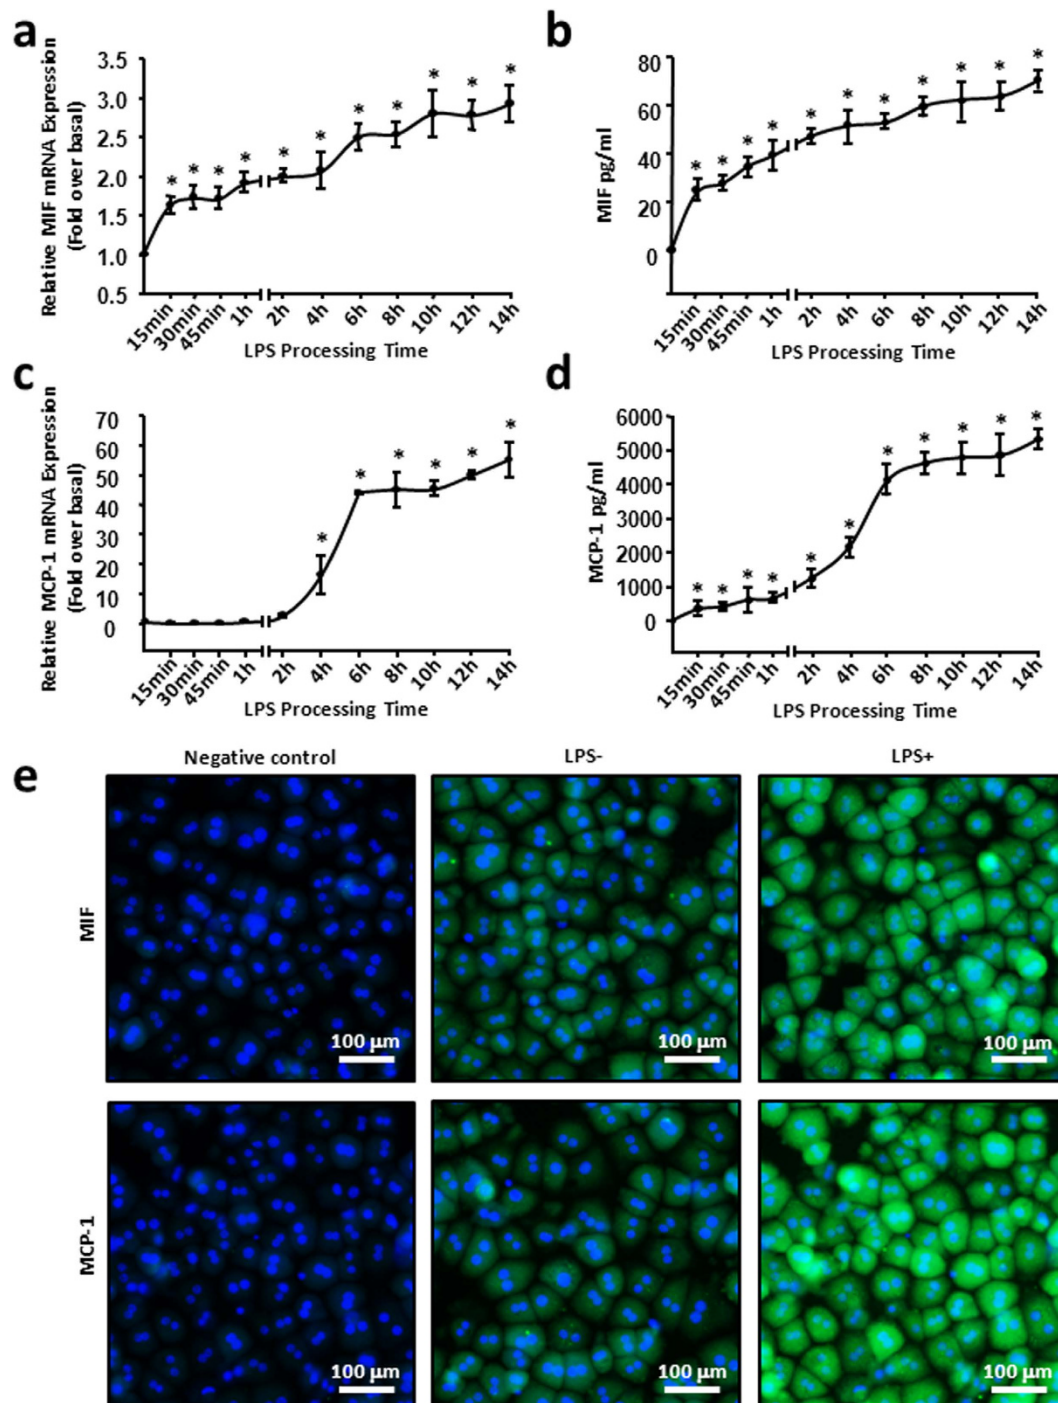 a
Relative MIF mRNA Expression
(Fold over basal)
3.5
3.0
2.5
2.0
1.5
1.0
0.5
* * * * * * * * * * *
15min 30min 45min 1h 2h 4h 6h 8h 10h 12h 14h
LPS Processing Time
b
MIF pg/ml
80
60
40
20
0
* * * * * * * * * * *
15min 30min 45min 1h 2h 4h 6h 8h 10h 12h 14h
LPS Processing Time
c
Relative MCP-1 mRNA Expression
(Fold over basal)
70
60
50
40
30
20
10
0
* * * * * *
15min 30min 45min 1h 2h 4h 6h 8h 10h 12h 14h
LPS Processing Time
d
MCP-1 pg/ml
6000
5000
4000
3000
2000
1000
0
* * * * * * * * * * *
15min 30min 45min 1h 2h 4h 6h 8h 10h 12h 14h
LPS Processing Time
e
Negative control LPS- LPS+
MIF
100 µm 100 µm 100 µm
MCP-1
100 µm 100 µm 100 µm